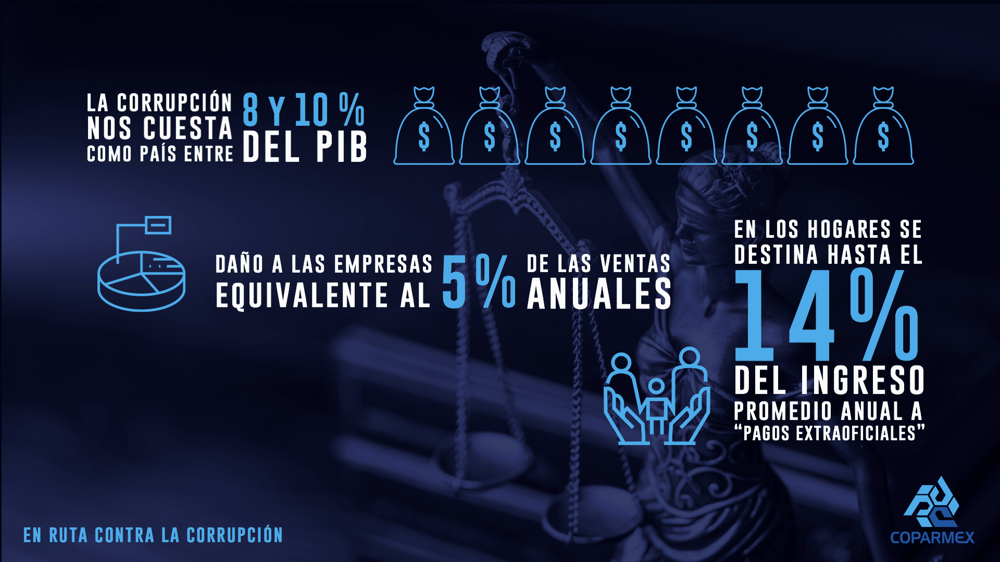 LA CORRUPCIÓN
NOS CUESTA
COMO PAÍS ENTRE
8 Y 10 %
DEL PIB
$ $ $ $ $ $ $ $
DAÑO A LAS EMPRESAS
EQUIVALENTE AL
5%
DE LAS VENTAS
ANUALES
EN LOS HOGARES SE
DESTINA HASTA EL
14%
DEL INGRESO
PROMEDIO ANUAL A
“PAGOS EXTRAOFICIALES”
EN RUTA CONTRA LA CORRUPCIÓN
COPARMEX